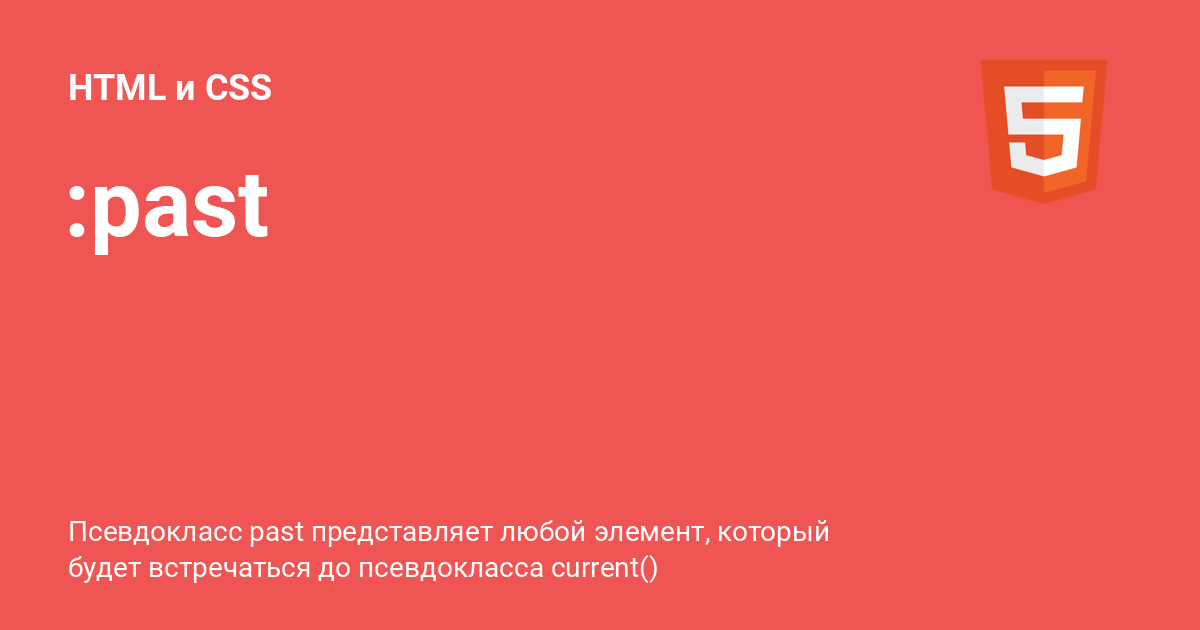 HTML и CSS
:past
Псевдокласс past представляет любой элемент, который
будет встречаться до псевдокласса current()